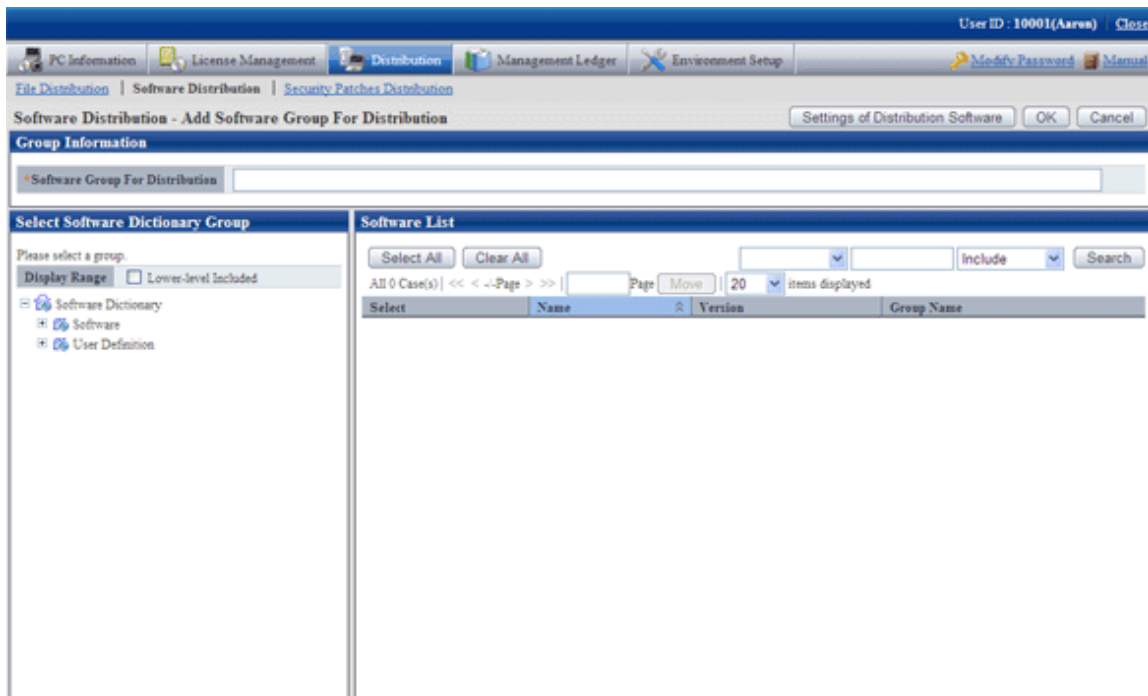 User ID : 10001(Aaron) Close
PC Information License Management Distribution Management Ledger Environment Setup Modify Password Manual
File Distribution | Software Distribution | Security Patches Distribution
Software Distribution - Add Software Group For Distribution Settings of Distribution Software OK Cancel
Group Information
*Software Group For Distribution
Select Software Dictionary Group
Please select a group.
Display Range Lower-level Included
Software Dictionary
Software
User Definition
Software List
Select All Clear All Include Search
All 0 Case(s) | << < -/-Page > >> | Page Move | 20 items displayed
Select Name Version Group Name